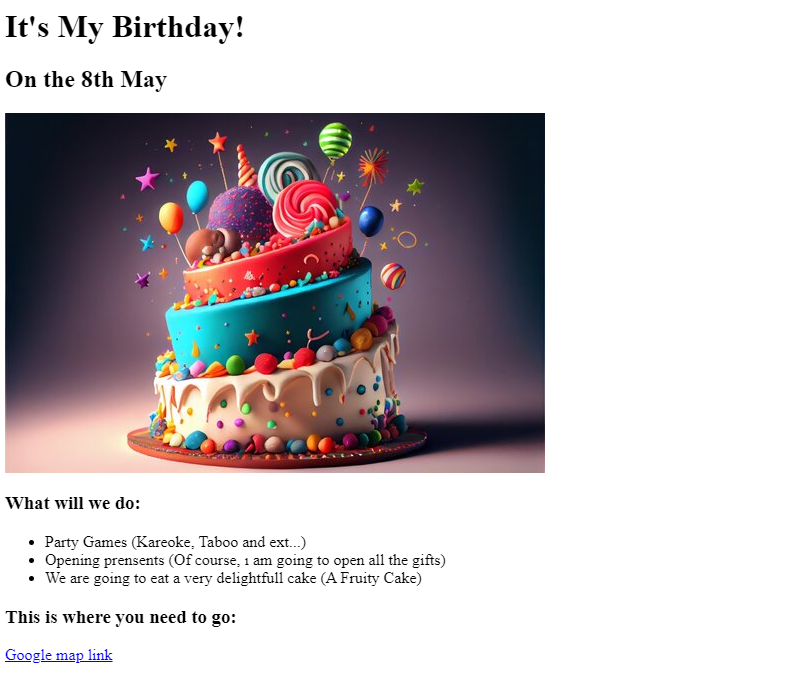 It's My Birthday!
On the 8th May
What will we do:
Party Games (Kareoke, Taboo and ext...)
Opening prensents (Of course, ı am going to open all the gifts)
We are going to eat a very delightfull cake (A Fruity Cake)
This is where you need to go:
Google map link